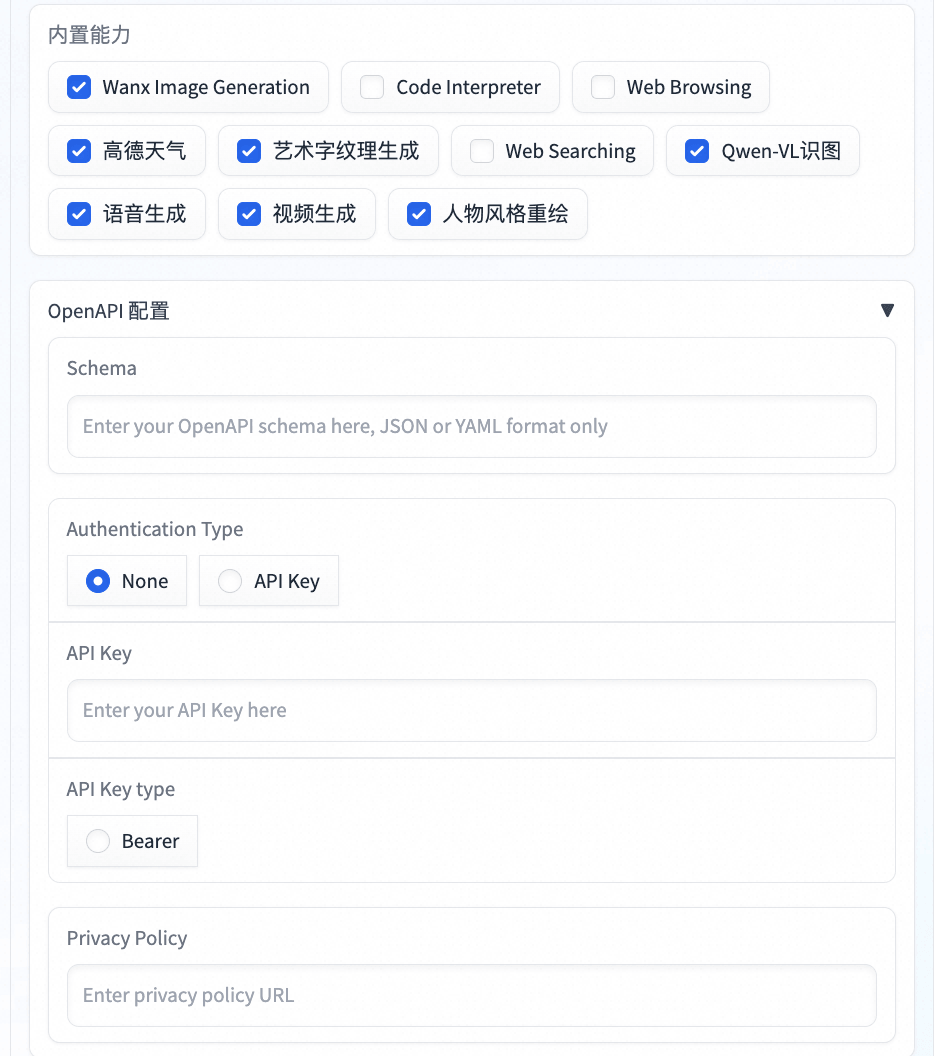 内置能力
Wanx Image Generation Code Interpreter Web Browsing
高德天气 艺术字纹理生成 Web Searching Qwen-VL识图
语音生成 视频生成 人物风格重绘
OpenAPI 配置
Schema
Enter your OpenAPI schema here, JSON or YAML format only
Authentication Type
None API Key
API Key
Enter your API Key here
API Key type
Bearer
Privacy Policy
Enter privacy policy URL